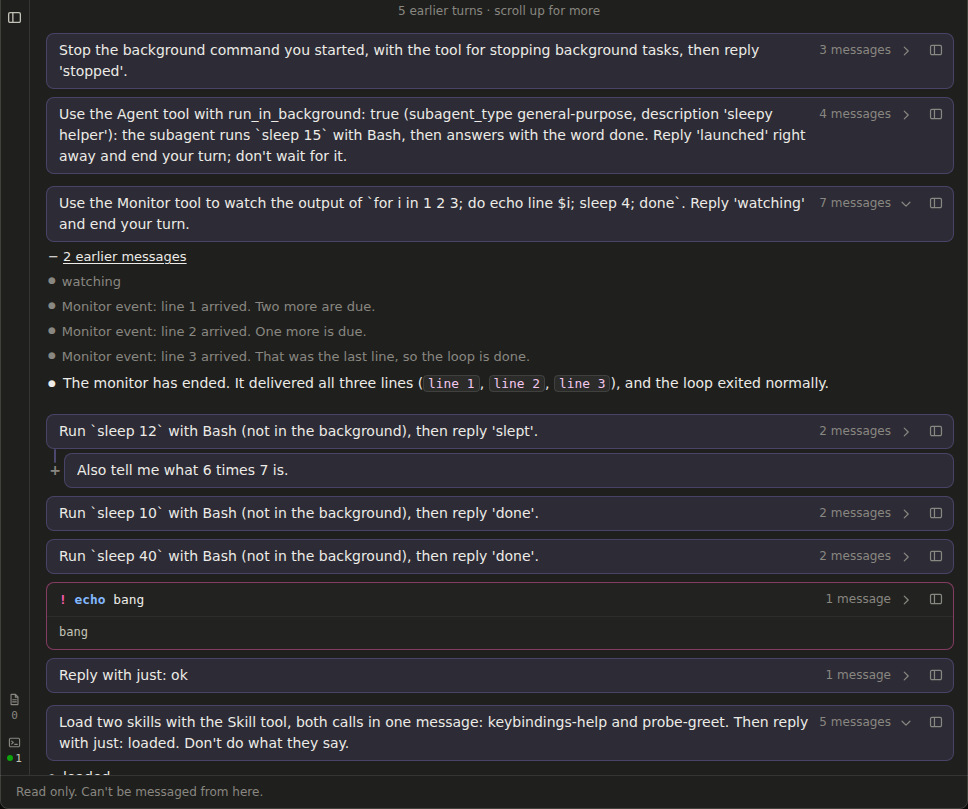 5 earlier turns · scroll up for more
Stop the background command you started, with the tool for stopping background tasks, then reply
'stopped'.
3 messages
Use the Agent tool with run_in_background: true (subagent_type general-purpose, description 'sleepy
helper'): the subagent runs `sleep 15` with Bash, then answers with the word done. Reply 'launched' right
away and end your turn; don't wait for it.
4 messages
Use the Monitor tool to watch the output of `for i in 1 2 3; do echo line $i; sleep 4; done`. Reply 'watching'
and end your turn.
7 messages
− 2 earlier messages
● watching
● Monitor event: line 1 arrived. Two more are due.
● Monitor event: line 2 arrived. One more is due.
● Monitor event: line 3 arrived. That was the last line, so the loop is done.
● The monitor has ended. It delivered all three lines (line 1, line 2, line 3), and the loop exited normally.
Run `sleep 12` with Bash (not in the background), then reply 'slept'.
2 messages
+ Also tell me what 6 times 7 is.
Run `sleep 10` with Bash (not in the background), then reply 'done'.
2 messages
Run `sleep 40` with Bash (not in the background), then reply 'done'.
2 messages
! echo bang
1 message
bang
Reply with just: ok
1 message
Load two skills with the Skill tool, both calls in one message: keybindings-help and probe-greet. Then reply
with just: loaded. Don't do what they say.
5 messages
0
1
Read only. Can't be messaged from here.